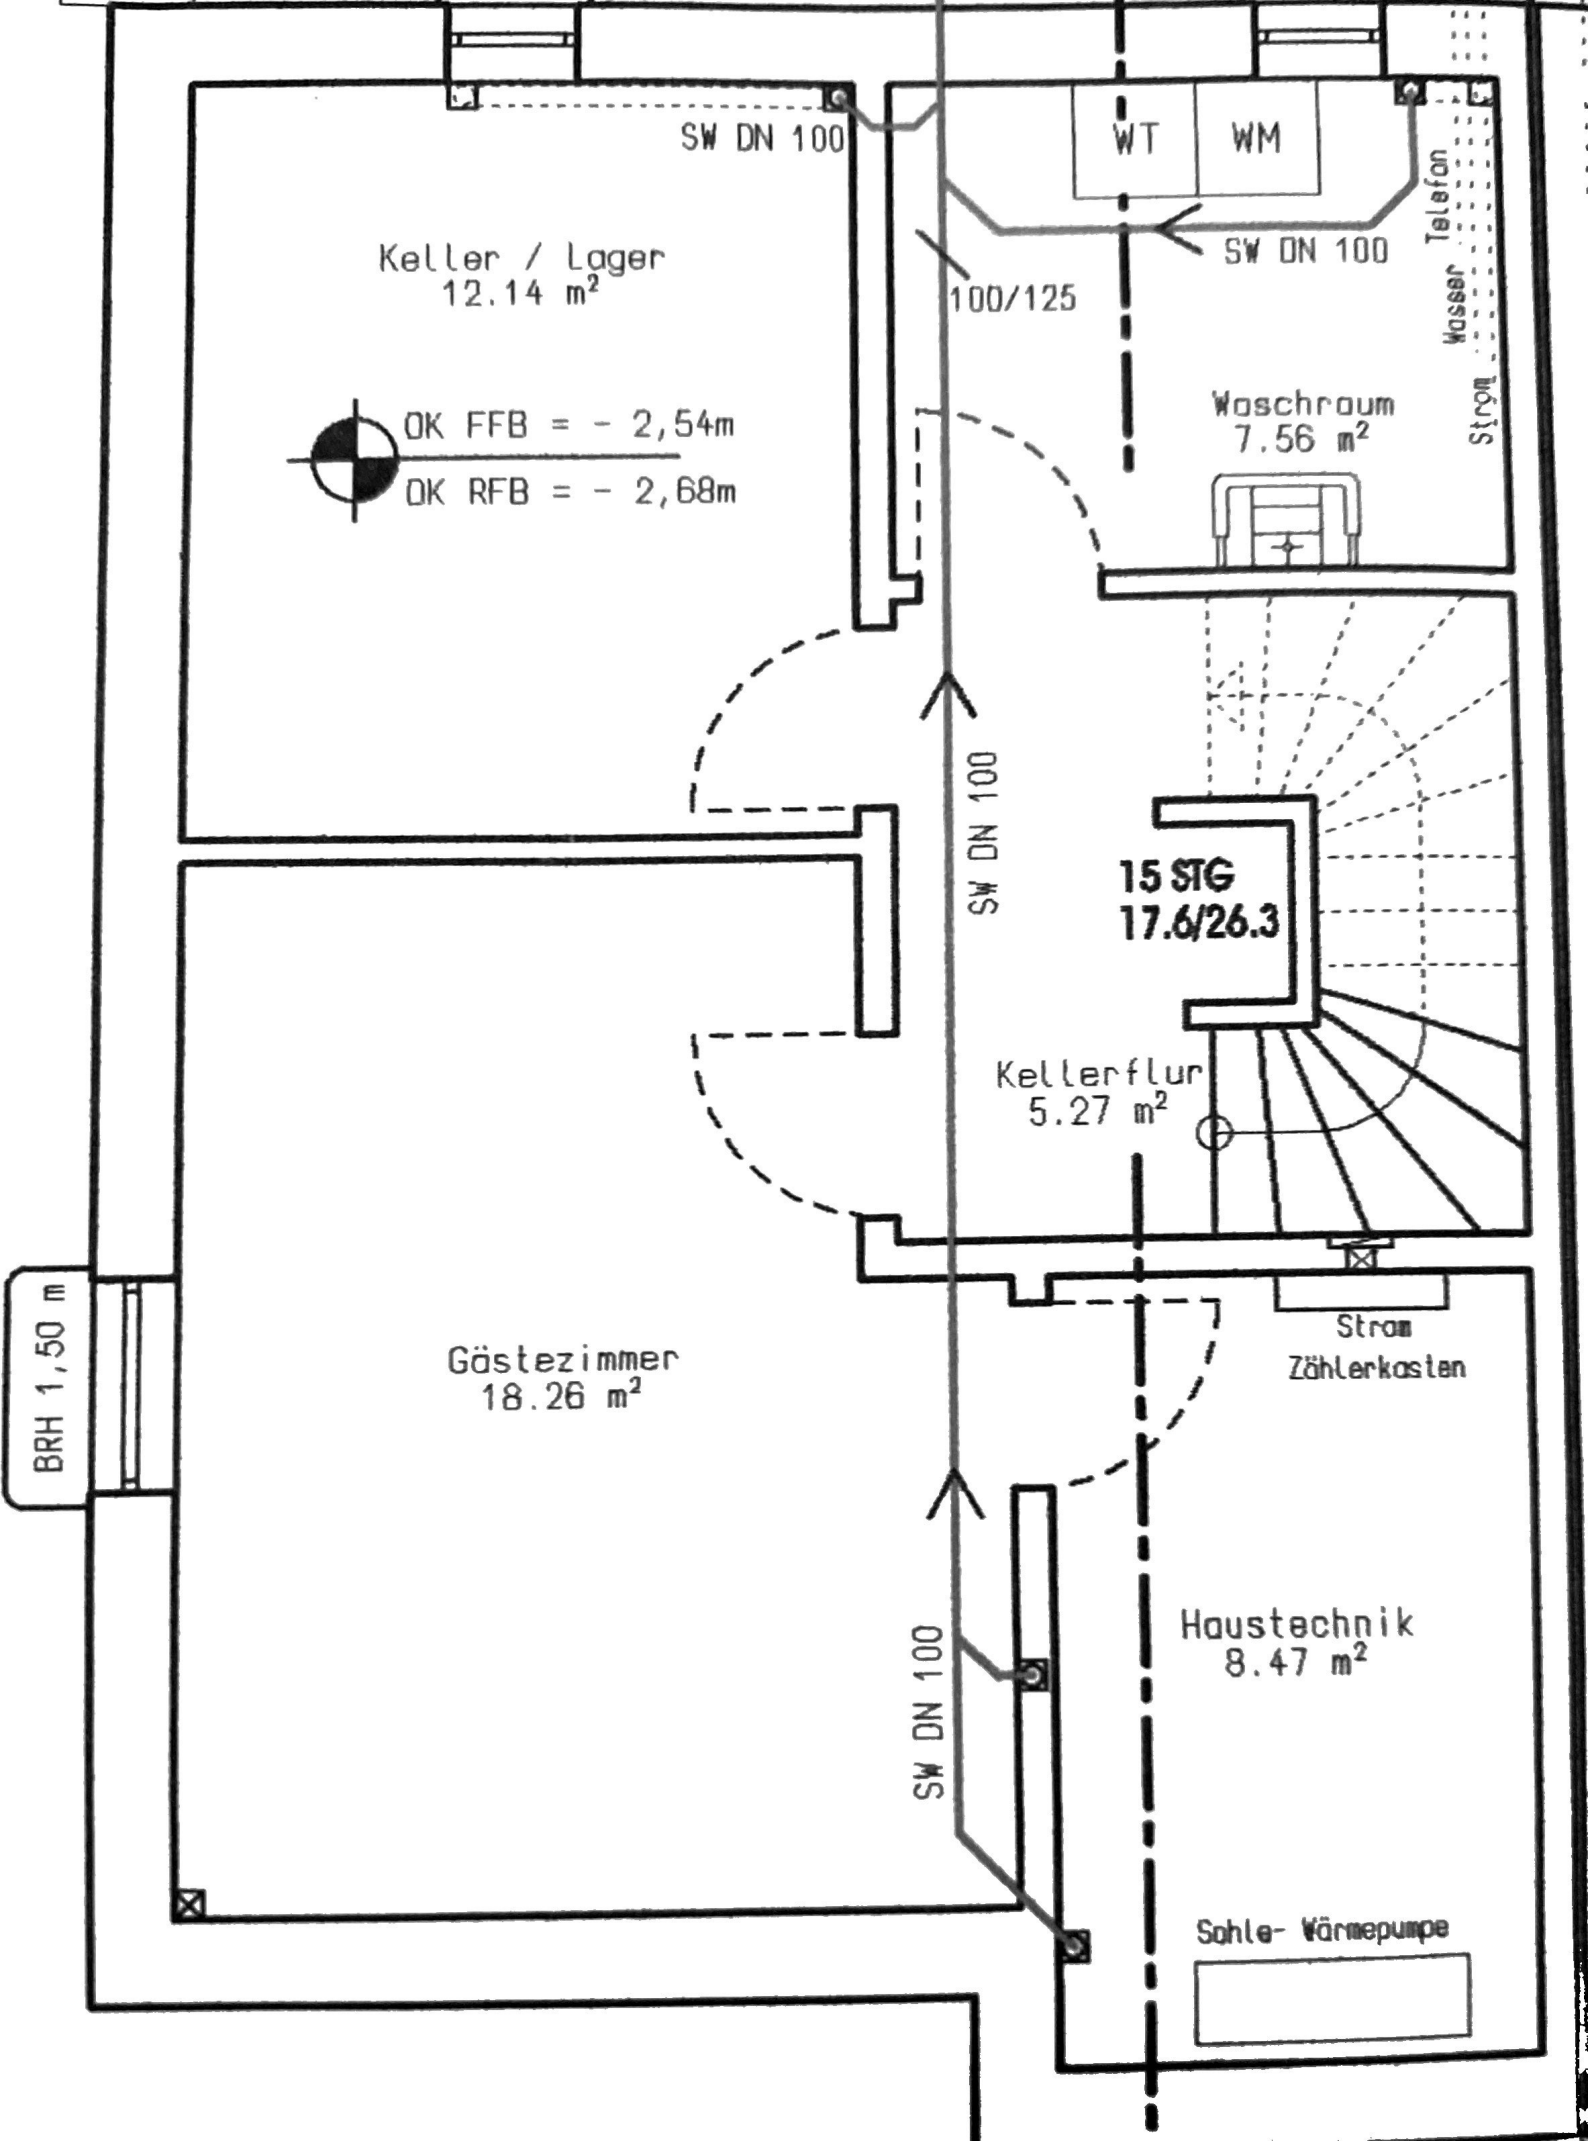 SW DN 100
WT
WM
Telefon
SW DN 100
Keller / Lager
12.14 m²
100/125
Wasser
Strom
OK FFB = - 2,54m
OK RFB = - 2,68m
Waschraum
7.56 m²
SW DN 100
15 STG
17.6/26.3
Kellerflur
5.27 m²
BRH 1,50 m
Strom
Zählerkasten
Gästezimmer
18.26 m²
Haustechnik
8.47 m²
SW DN 100
Sohle- Wärmepumpe